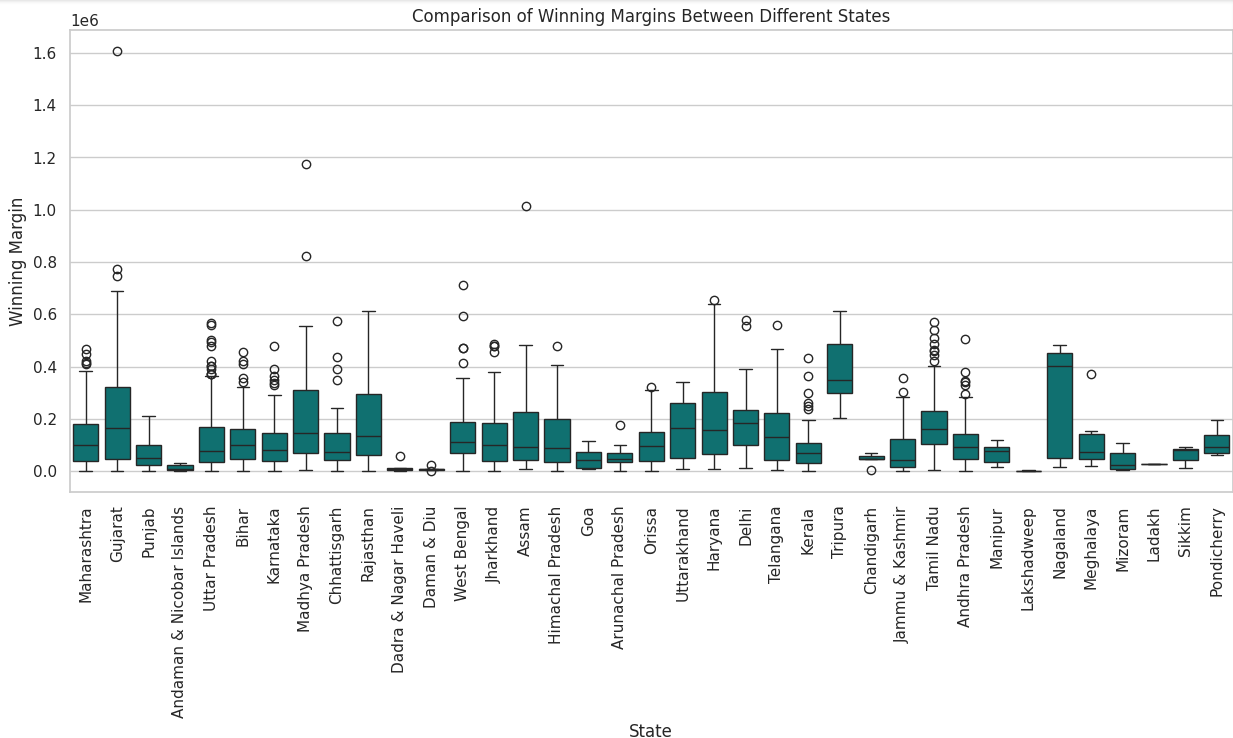 Comparison of Winning Margins Between Different States
1e6
1.6
1.4
1.2
1.0
0.8
0.6
0.4
0.2
0.0
Winning Margin
Maharashtra
Gujarat
Punjab
Andaman & Nicobar Islands
Uttar Pradesh
Bihar
Karnataka
Madhya Pradesh
Chhattisgarh
Rajasthan
Dadra & Nagar Haveli
Daman & Diu
West Bengal
Jharkhand
Assam
Himachal Pradesh
Goa
Arunachal Pradesh
Orissa
Uttarakhand
Haryana
Delhi
Telangana
Kerala
Tripura
Chandigarh
Jammu & Kashmir
Tamil Nadu
Andhra Pradesh
Manipur
Lakshadweep
Nagaland
Meghalaya
Mizoram
Ladakh
Sikkim
Pondicherry
State